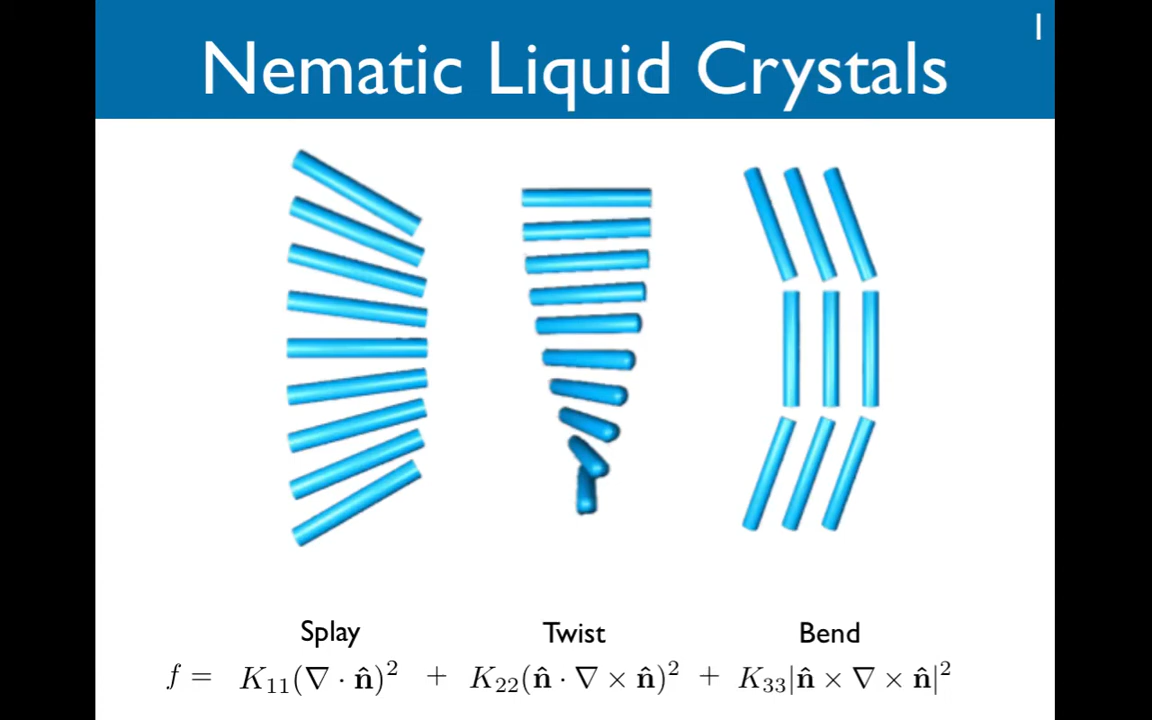 1
Nematic Liquid Crystals
Splay Twist Bend
f = K₁₁(∇ · n̂)² + K₂₂(n̂ · ∇ × n̂)² + K₃₃|n̂ × ∇ × n̂|²